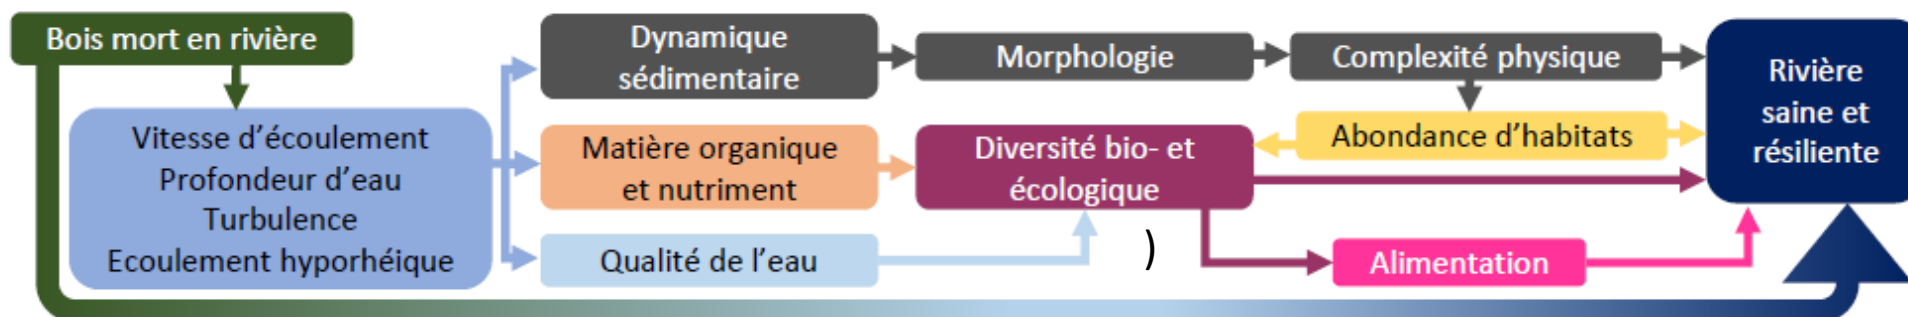 Bois mort en rivière
Vitesse d'écoulement
Profondeur d'eau
Turbulence
Ecoulement hyporhéique
Dynamique
sédimentaire
Matière organique
et nutriment
Qualité de l'eau
Morphologie
Diversité bio- et
écologique
)
Complexité physique
Abondance d'habitats
Alimentation
Rivière
saine et
résiliente